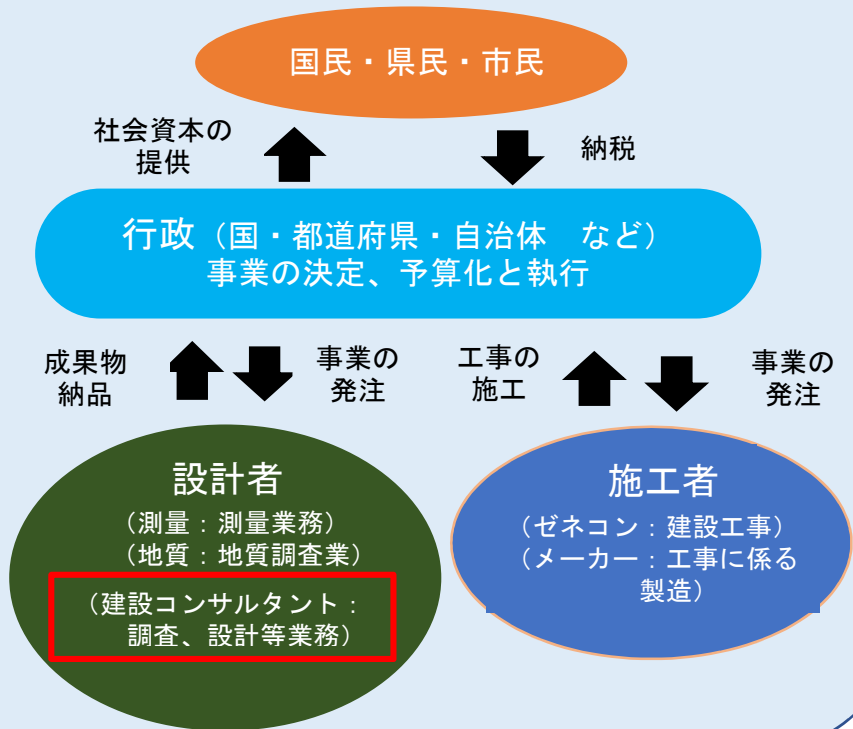 国民・県民・市民
社会資本の
提供
納税
行政（国・都道府県・自治体　など）
事業の決定、予算化と執行
成果物
納品
事業の
発注
工事の
施工
事業の
発注
設計者
（測量：測量業務）
（地質：地質調査業）
（建設コンサルタント：
調査、設計等業務）
施工者
（ゼネコン：建設工事）
（メーカー：工事に係る
製造）